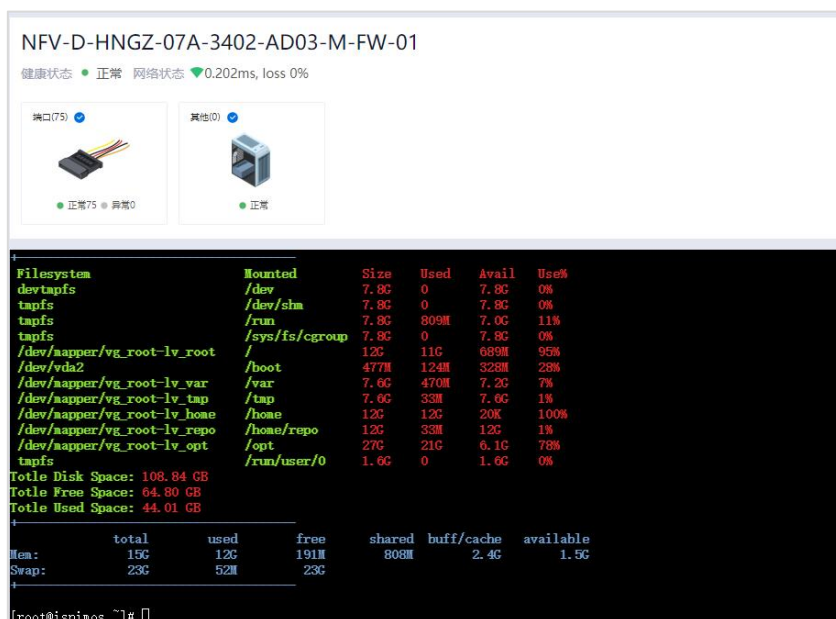 NFV-D-HNGZ-07A-3402-AD03-M-FW-01
健康状态 正常 网络状态 0.202ms, loss 0%
端口(75) 其他(0)
正常75 异常0 正常
Filesystem Mounted Size Used Avail Use%
devtmpfs /dev 7.8G 0 7.8G 0%
tmpfs /dev/shm 7.8G 0 7.8G 0%
tmpfs /run 7.8G 809M 7.0G 11%
tmpfs /sys/fs/cgroup 7.8G 0 7.8G 0%
/dev/mapper/vg_root-lv_root / 12G 11G 689M 95%
/dev/vda2 /boot 477M 124M 328M 28%
/dev/mapper/vg_root-lv_var /var 7.6G 470M 7.2G 7%
/dev/mapper/vg_root-lv_tmp /tmp 7.6G 33M 7.6G 1%
/dev/mapper/vg_root-lv_home /home 12G 12G 20K 100%
/dev/mapper/vg_root-lv_repo /home/repo 12G 33M 12G 1%
/dev/mapper/vg_root-lv_opt /opt 27G 21G 6.1G 78%
tmpfs /run/user/0 1.6G 0 1.6G 0%
Totle Disk Space: 108.84 GB
Totle Free Space: 64.80 GB
Totle Used Space: 44.01 GB
total used free shared buff/cache available
Mem: 15G 12G 191M 808M 2.4G 1.5G
Swap: 23G 52M 23G
[root@ispimos ~]#